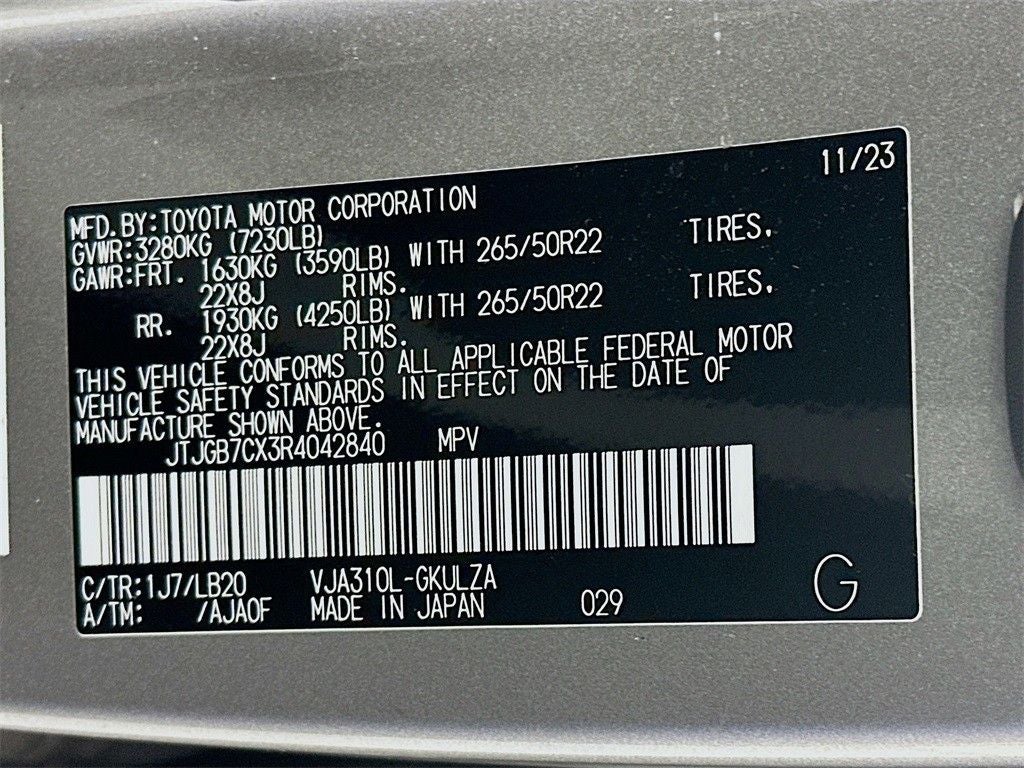 11/23
MFD.BY:TOYOTA MOTOR CORPORATION
GVWR:3280KG (7230LB)
GAWR:FRT. 1630KG (3590LB) WITH 265/50R22 TIRES,
22X8J RIMS.
RR. 1930KG (4250LB) WITH 265/50R22 TIRES,
22X8J RIMS.
THIS VEHICLE CONFORMS TO ALL APPLICABLE FEDERAL MOTOR
VEHICLE SAFETY STANDARDS IN EFFECT ON THE DATE OF
MANUFACTURE SHOWN ABOVE.
JTJGB7CX3R4042840 MPV
C/TR:1J7/LB20 VJA310L-GKULZA
A/TM: /AJA0F MADE IN JAPAN 029 G